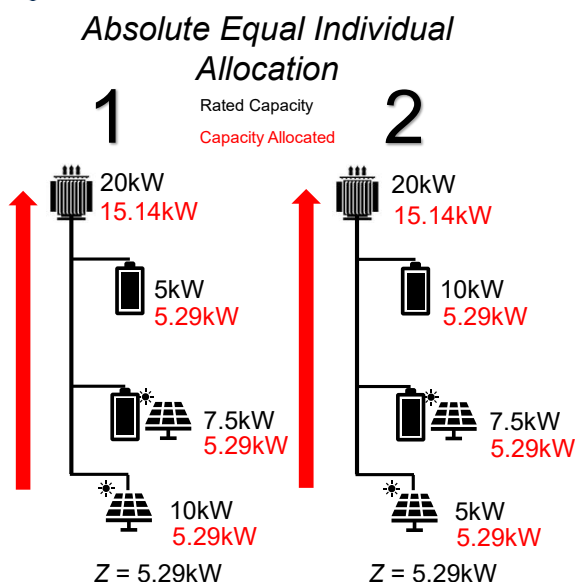 Absolute Equal Individual
Allocation
1
Rated Capacity
Capacity Allocated
2
20kW
15.14kW
5kW
5.29kW
7.5kW
5.29kW
10kW
5.29kW
Z = 5.29kW
20kW
15.14kW
10kW
5.29kW
7.5kW
5.29kW
5kW
5.29kW
Z = 5.29kW